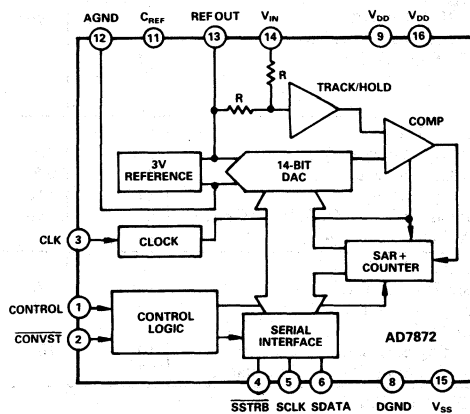 AGND
C_REF
REF OUT
V_IN
V_DD
V_DD
12
11
13
14
9
16
R
R
TRACK/HOLD
COMP
3V
REFERENCE
14-BIT
DAC
CLK
3
CLOCK
SAR +
COUNTER
CONTROL
1
CONVST
2
CONTROL
LOGIC
SERIAL
INTERFACE
AD7872
4
5
6
8
15
SSTRB
SCLK
SDATA
DGND
V_SS